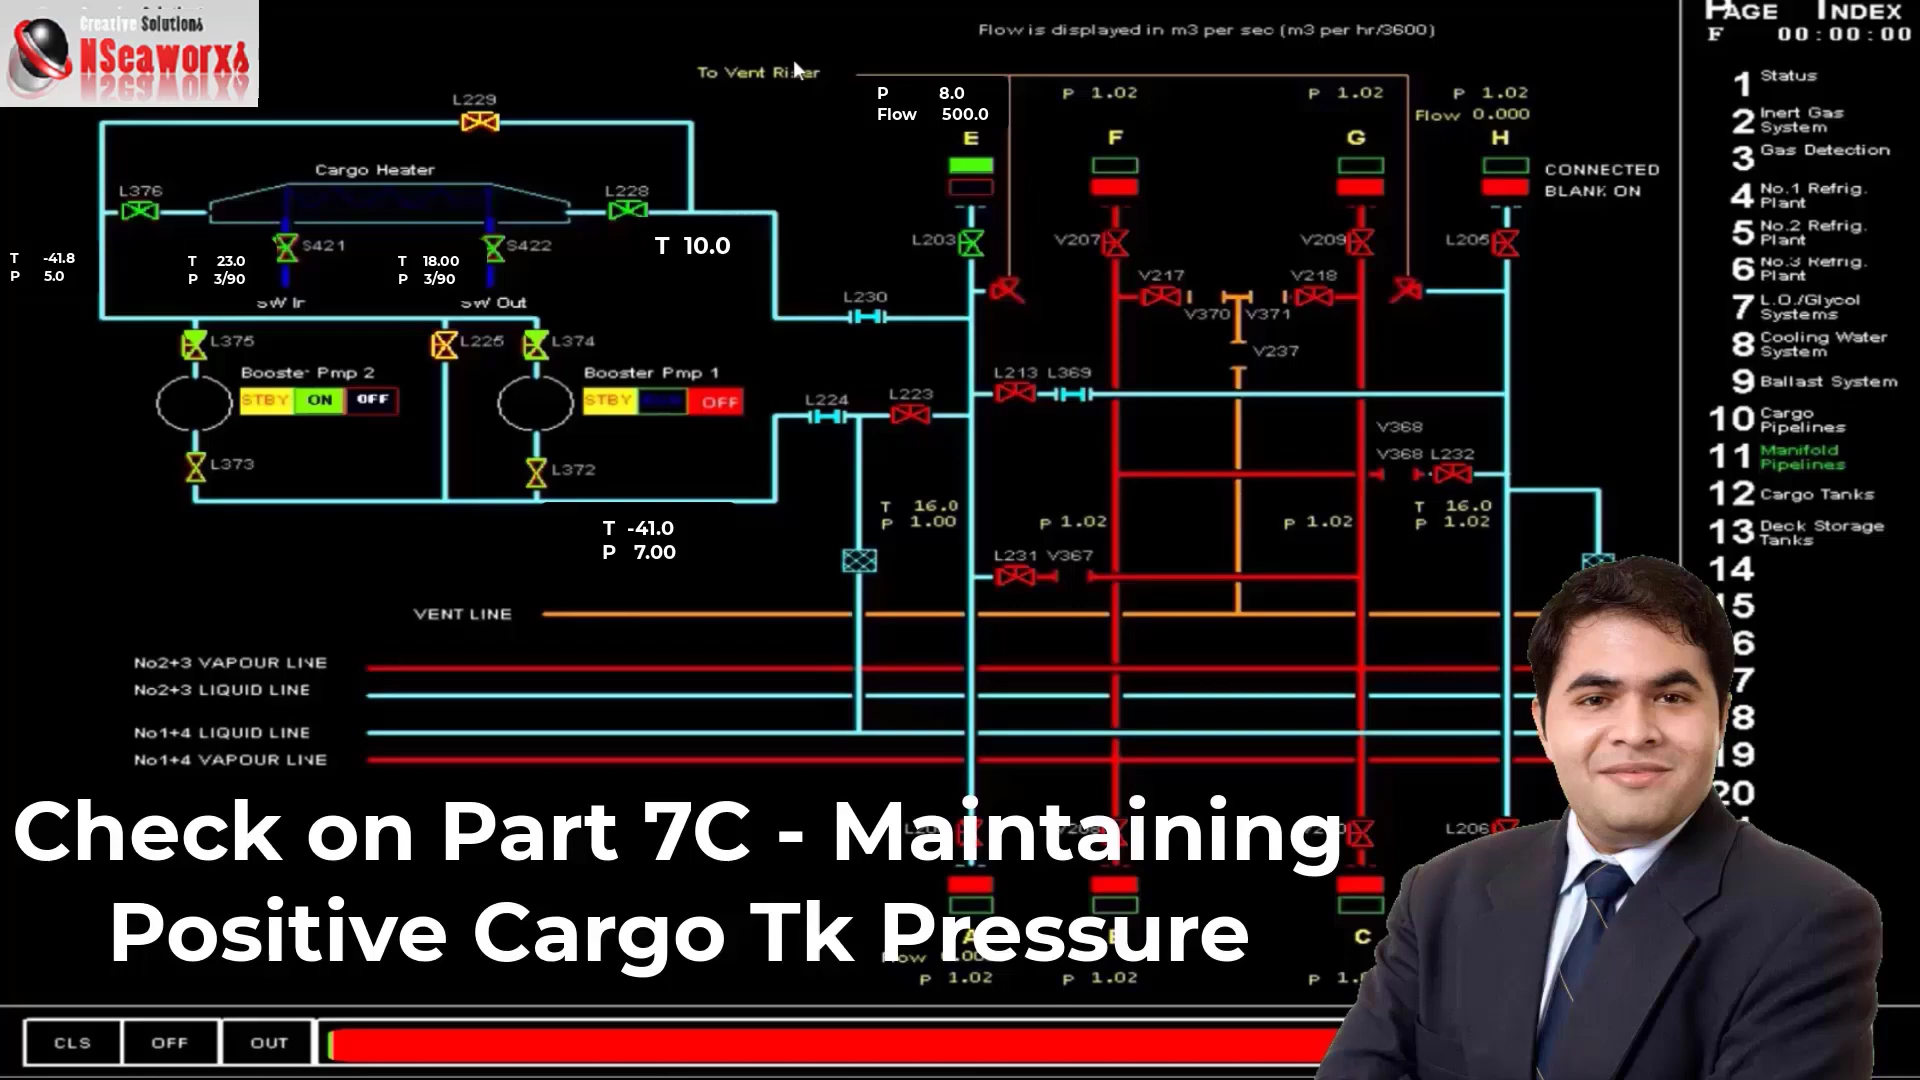 Creative Solutions
NSeaworxs
Flow is displayed in m3 per sec (m3 per hr/3600)
PAGE INDEX
F 00:00:00
To Vent Riser
P 8.0
Flow 500.0
P 1.02
P 1.02
P 1.02
Flow 0.000
E
F
G
H
CONNECTED
BLANK ON
L229
Cargo Heater
L376
L228
S421
S422
T 10.0
T -41.8
P 5.0
T 23.0
P 3/90
T 18.00
P 3/90
SW In
SW Out
L203
V207
V209
L205
V217
V218
L230
V370
V371
V237
L375
L225
L374
Booster Pmp 2
STBY ON OFF
Booster Pmp 1
STBY OFF
L213 L369
L224
L223
V368
V368 L232
L373
L372
T -41.0
P 7.00
T 16.0
P 1.00
P 1.02
P 1.02
T 16.0
P 1.02
L231 V367
VENT LINE
No2+3 VAPOUR LINE
No2+3 LIQUID LINE
No1+4 LIQUID LINE
No1+4 VAPOUR LINE
L206
Check on Part 7C - Maintaining
Positive Cargo Tk Pressure
C
P 1.02
P 1.02
CLS
OFF
OUT
1 Status
2 Inert Gas
System
3 Gas Detection
4 No.1 Refrig.
Plant
5 No.2 Refrig.
Plant
6 No.3 Refrig.
Plant
7 L.O./Glycol
Systems
8 Cooling Water
System
9 Ballast System
10 Cargo
Pipelines
11 Manifold
Pipelines
12 Cargo Tanks
13 Deck Storage
Tanks
14
5
6
7
8
19
20